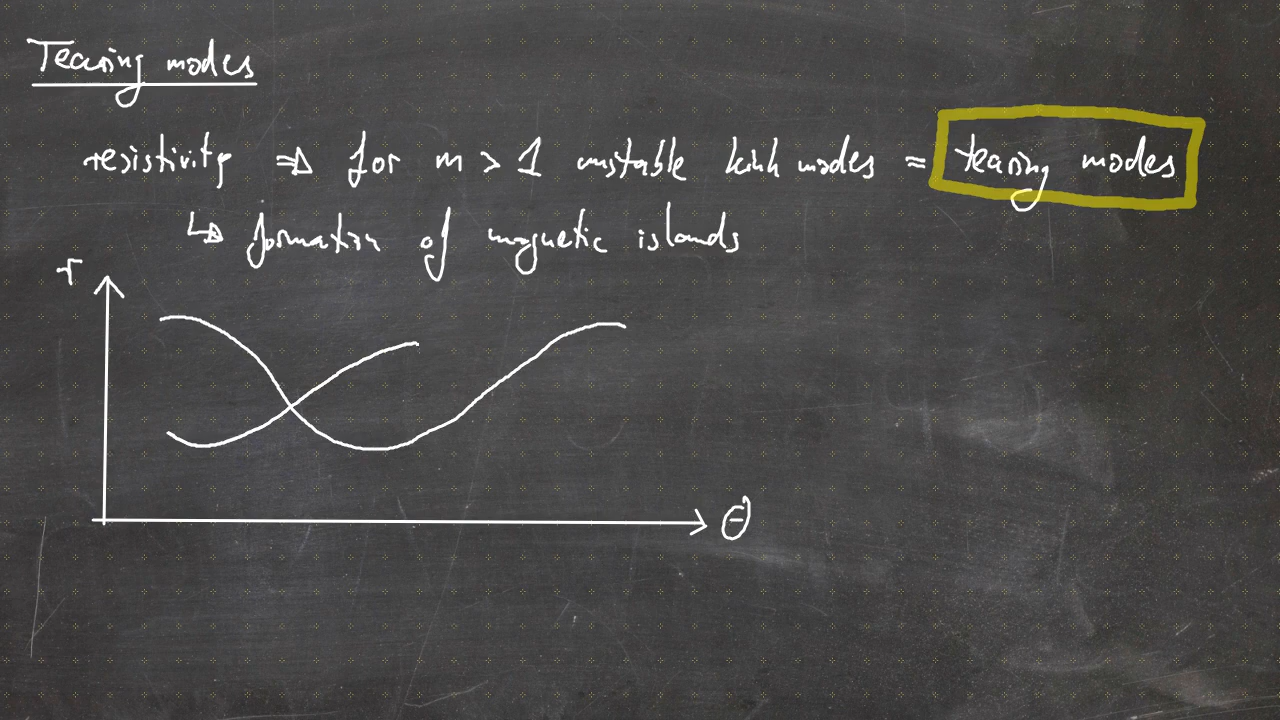 Tearing modes
resistivity ⇒ for m > 1 unstable kink modes = tearing modes
↳ formation of magnetic islands
r
θ